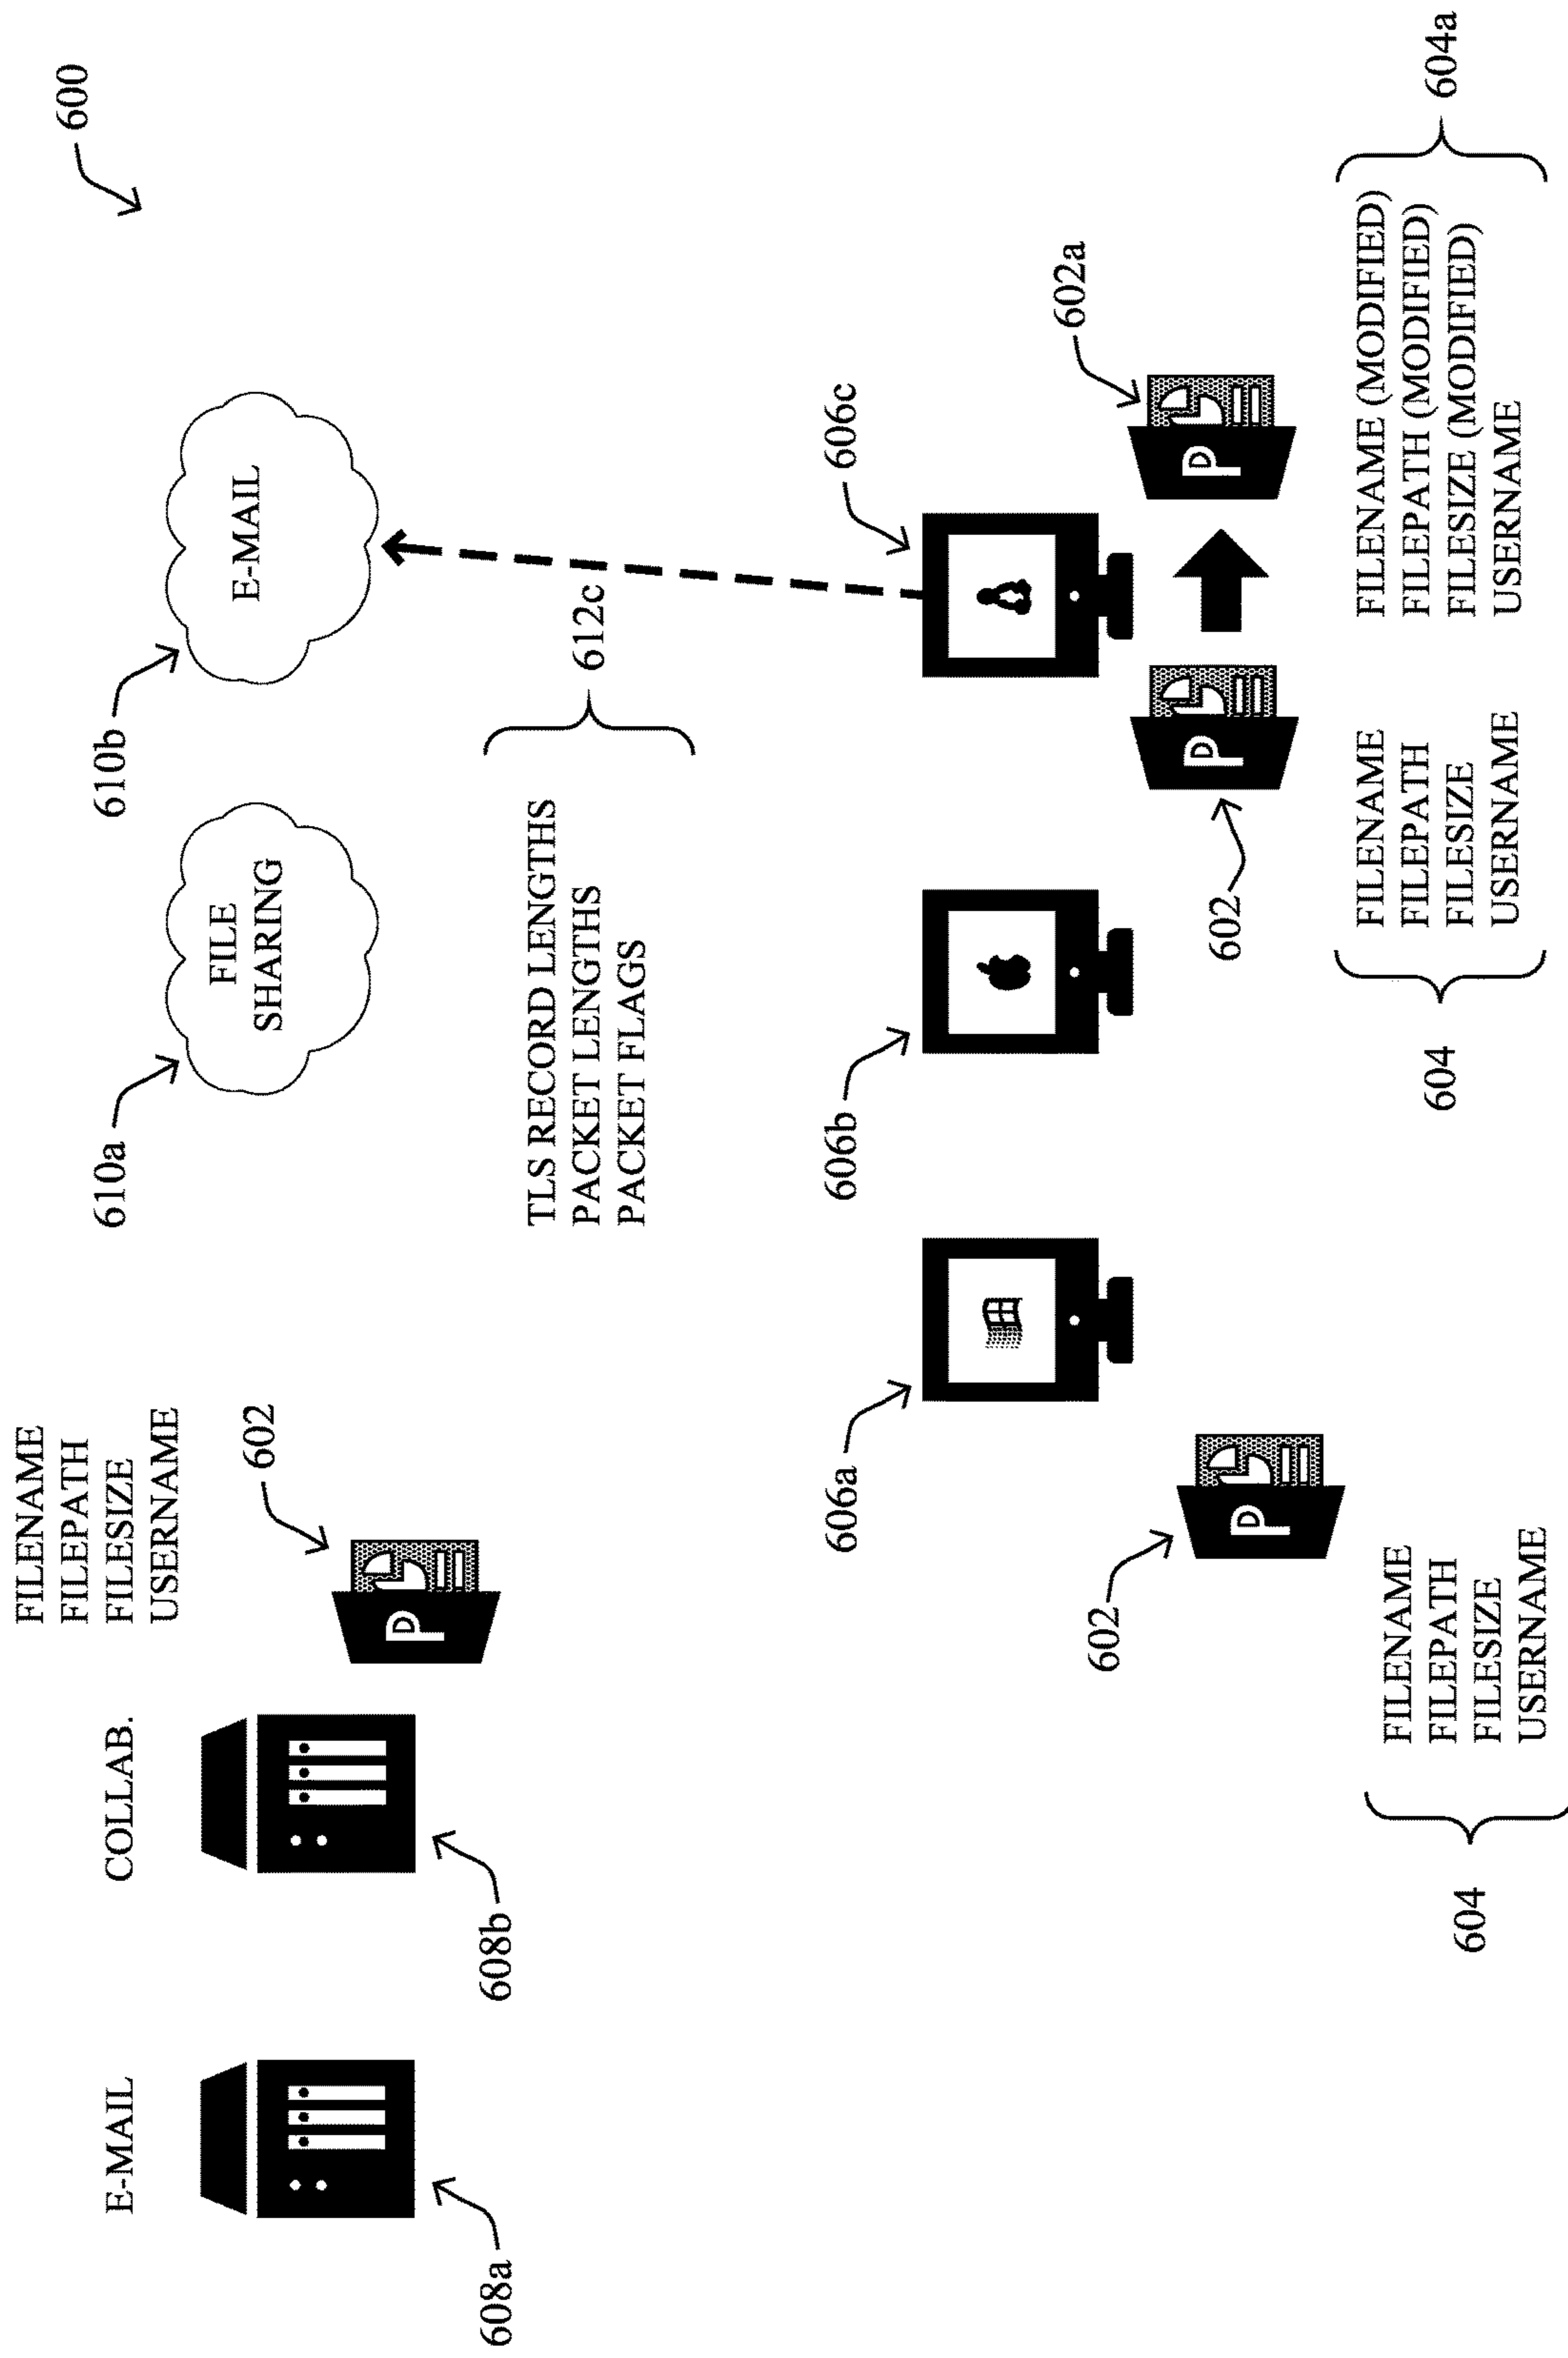 600
E-MAIL
COLLAB.
FILENAME
FILEPATH
FILESIZE
USERNAME
602
608a
608b
610a
FILE
SHARING
610b
E-MAIL
TLS RECORD LENGTHS
PACKET LENGTHS
PACKET FLAGS
612c
606a
606b
606c
602
P
P
602
P
P
602a
604
FILENAME
FILEPATH
FILESIZE
USERNAME
604
FILENAME
FILEPATH
FILESIZE
USERNAME
FILENAME (MODIFIED)
FILEPATH (MODIFIED)
FILESIZE (MODIFIED)
USERNAME
604a